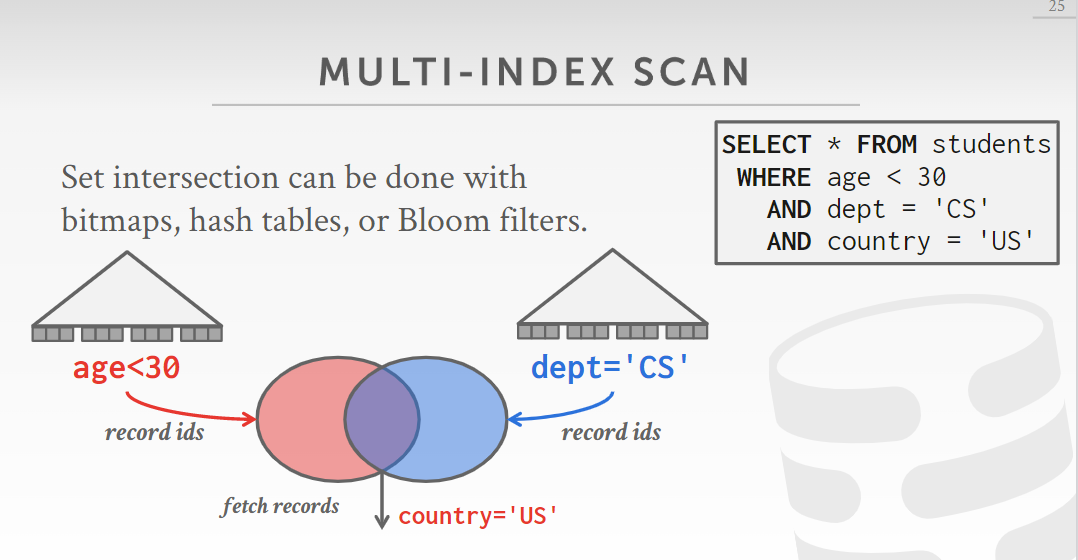 25
MULTI-INDEX SCAN
Set intersection can be done with
bitmaps, hash tables, or Bloom filters.
SELECT * FROM students
WHERE age < 30
AND dept = 'CS'
AND country = 'US'
age<30
dept='CS'
record ids
record ids
fetch records
country='US'